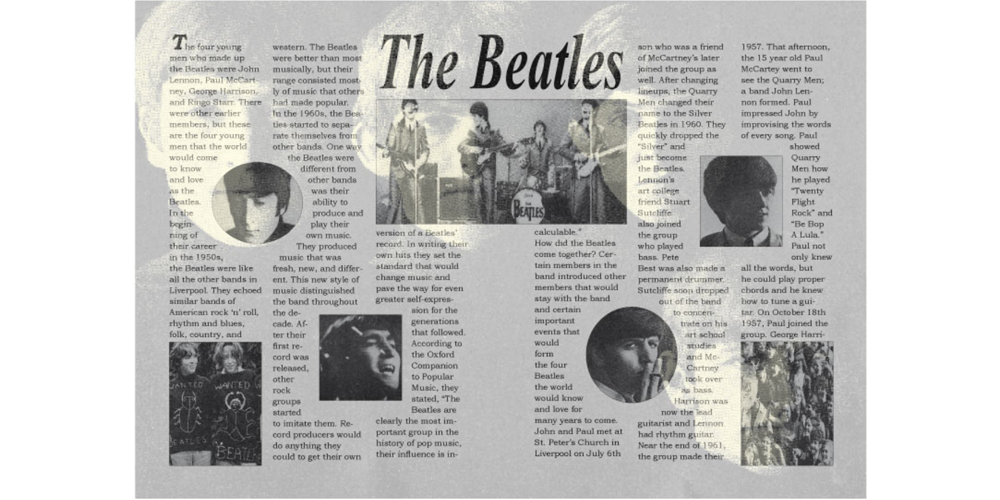 The Beatles
The four young
men who made up
the Beatles were John
Lennon, Paul McCart-
ney, George Harrison,
and Ringo Starr. There
were other earlier
members, but these
are the four young
men that the world
would come
to know
and love
as the
Beatles.
In the
begin-
ning of
their career
in the 1950s,
the Beatles were like
all the other bands in
Liverpool. They echoed
similar bands of
American rock 'n' roll,
rhythm and blues,
folk, country, and
WANTED
WANTED
BEATLES
BEATLES
western. The Beatles
were better than most
musically, but their
range consisted most-
ly of music that others
had made popular.
In the 1960s, the Bea-
tles started to sepa-
rate themselves from
other bands. One way
the Beatles were
different from
other bands
was their
ability to
produce and
play their
own music.
They produced
music that was
fresh, new, and differ-
ent. This new style of
music distinguished
the band throughout
the de-
cade. Af-
ter their
first re-
cord was
released,
other
rock
groups
started
to imitate them. Re-
cord producers would
do anything they
could to get their own
BEATLES
version of a Beatles'
record. In writing their
own hits they set the
standard that would
change music and
pave the way for even
greater self-expres-
sion for the
generations
that followed.
According to
the Oxford
Companion
to Popular
Music, they
stated, "The
Beatles are
clearly the most im-
portant group in the
history of pop music,
their influence is in-
calculable."
How did the Beatles
come together? Cer-
tain members in the
band introduced other
members that would
stay with the band
and certain
important
events that
would
form
the four
Beatles
the world
would know
and love for
many years to come.
John and Paul met at
St. Peter's Church in
Liverpool on July 6th
son who was a friend
of McCartney's later
joined the group as
well. After changing
lineups, the Quarry
Men changed their
name to the Silver
Beatles in 1960. They
quickly dropped the
"Silver" and
just become
the Beatles.
Lennon's
art college
friend Stuart
Sutcliffe
also joined
the group
who played
bass. Pete
Best was also made a
permanent drummer.
Sutcliffe soon dropped
out of the band
to concen-
trate on his
art school
studies
and Mc-
Cartney
took over
as bass.
Harrison was
now the lead
guitarist and Lennon
had rhythm guitar.
Near the end of 1961,
the group made their
1957. That afternoon,
the 15 year old Paul
McCartey went to
see the Quarry Men;
a band John Len-
non formed. Paul
impressed John by
improvising the words
of every song. Paul
showed
Quarry
Men how
he played
"Twenty
Flight
Rock" and
"Be Bop
A Lula."
Paul not
only knew
all the words, but
he could play proper
chords and he knew
how to tune a gui-
tar. On October 18th
1957, Paul joined the
group. George Harri-